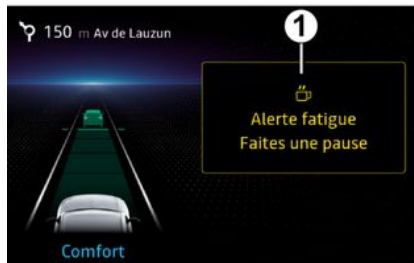 150 m Av de Lauzun
1
Alerte fatigue
Faites une pause
Comfort